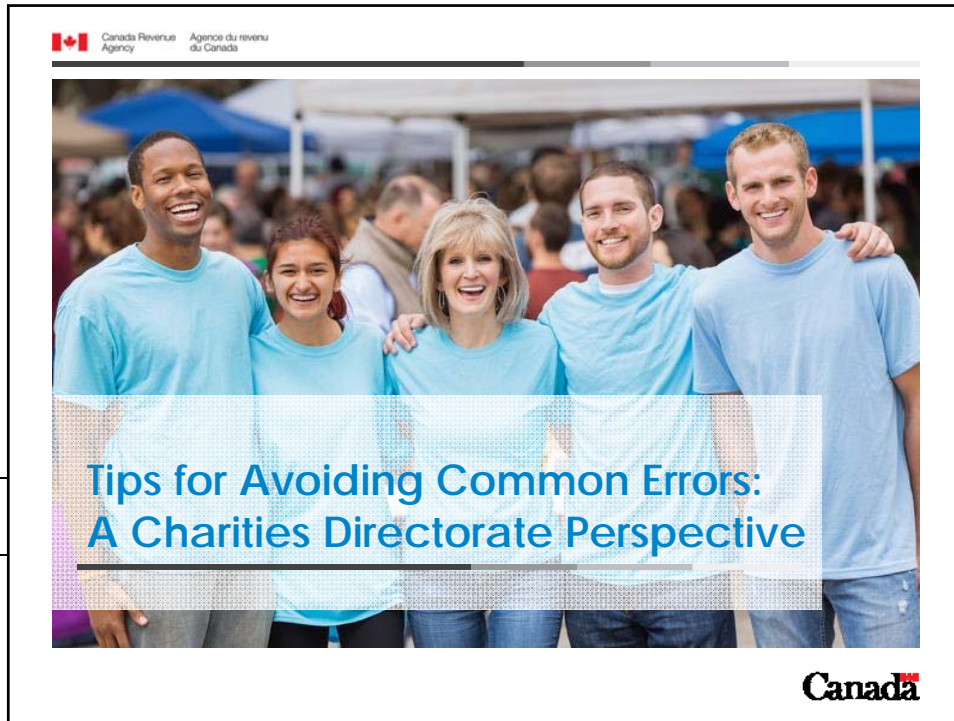 Canada Revenue Agence du revenu
Agency du Canada
Tips for Avoiding Common Errors:
A Charities Directorate Perspective
Canada